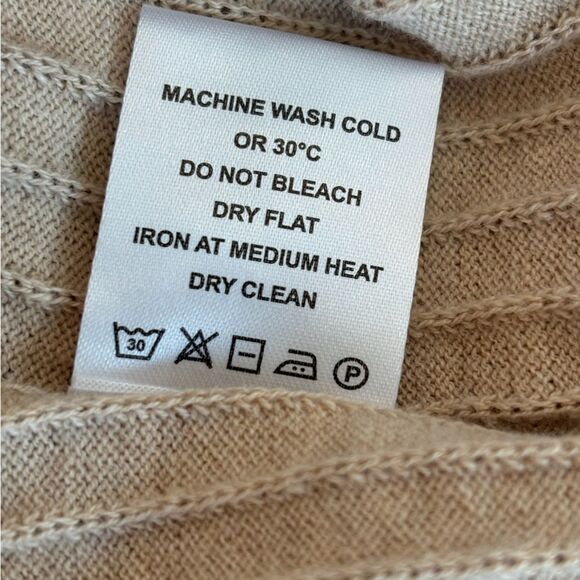 MACHINE WASH COLD
OR 30°C
DO NOT BLEACH
DRY FLAT
IRON AT MEDIUM HEAT
DRY CLEAN
30 P